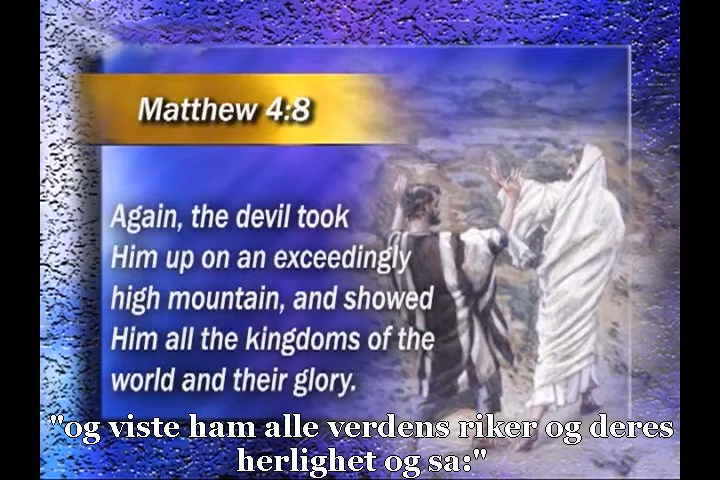 Matthew 4:8
Again, the devil took
Him up on an exceedingly
high mountain, and showed
Him all the kingdoms of the
world and their glory.
"og viste ham alle verdens riker og deres
herlighet og sa:"